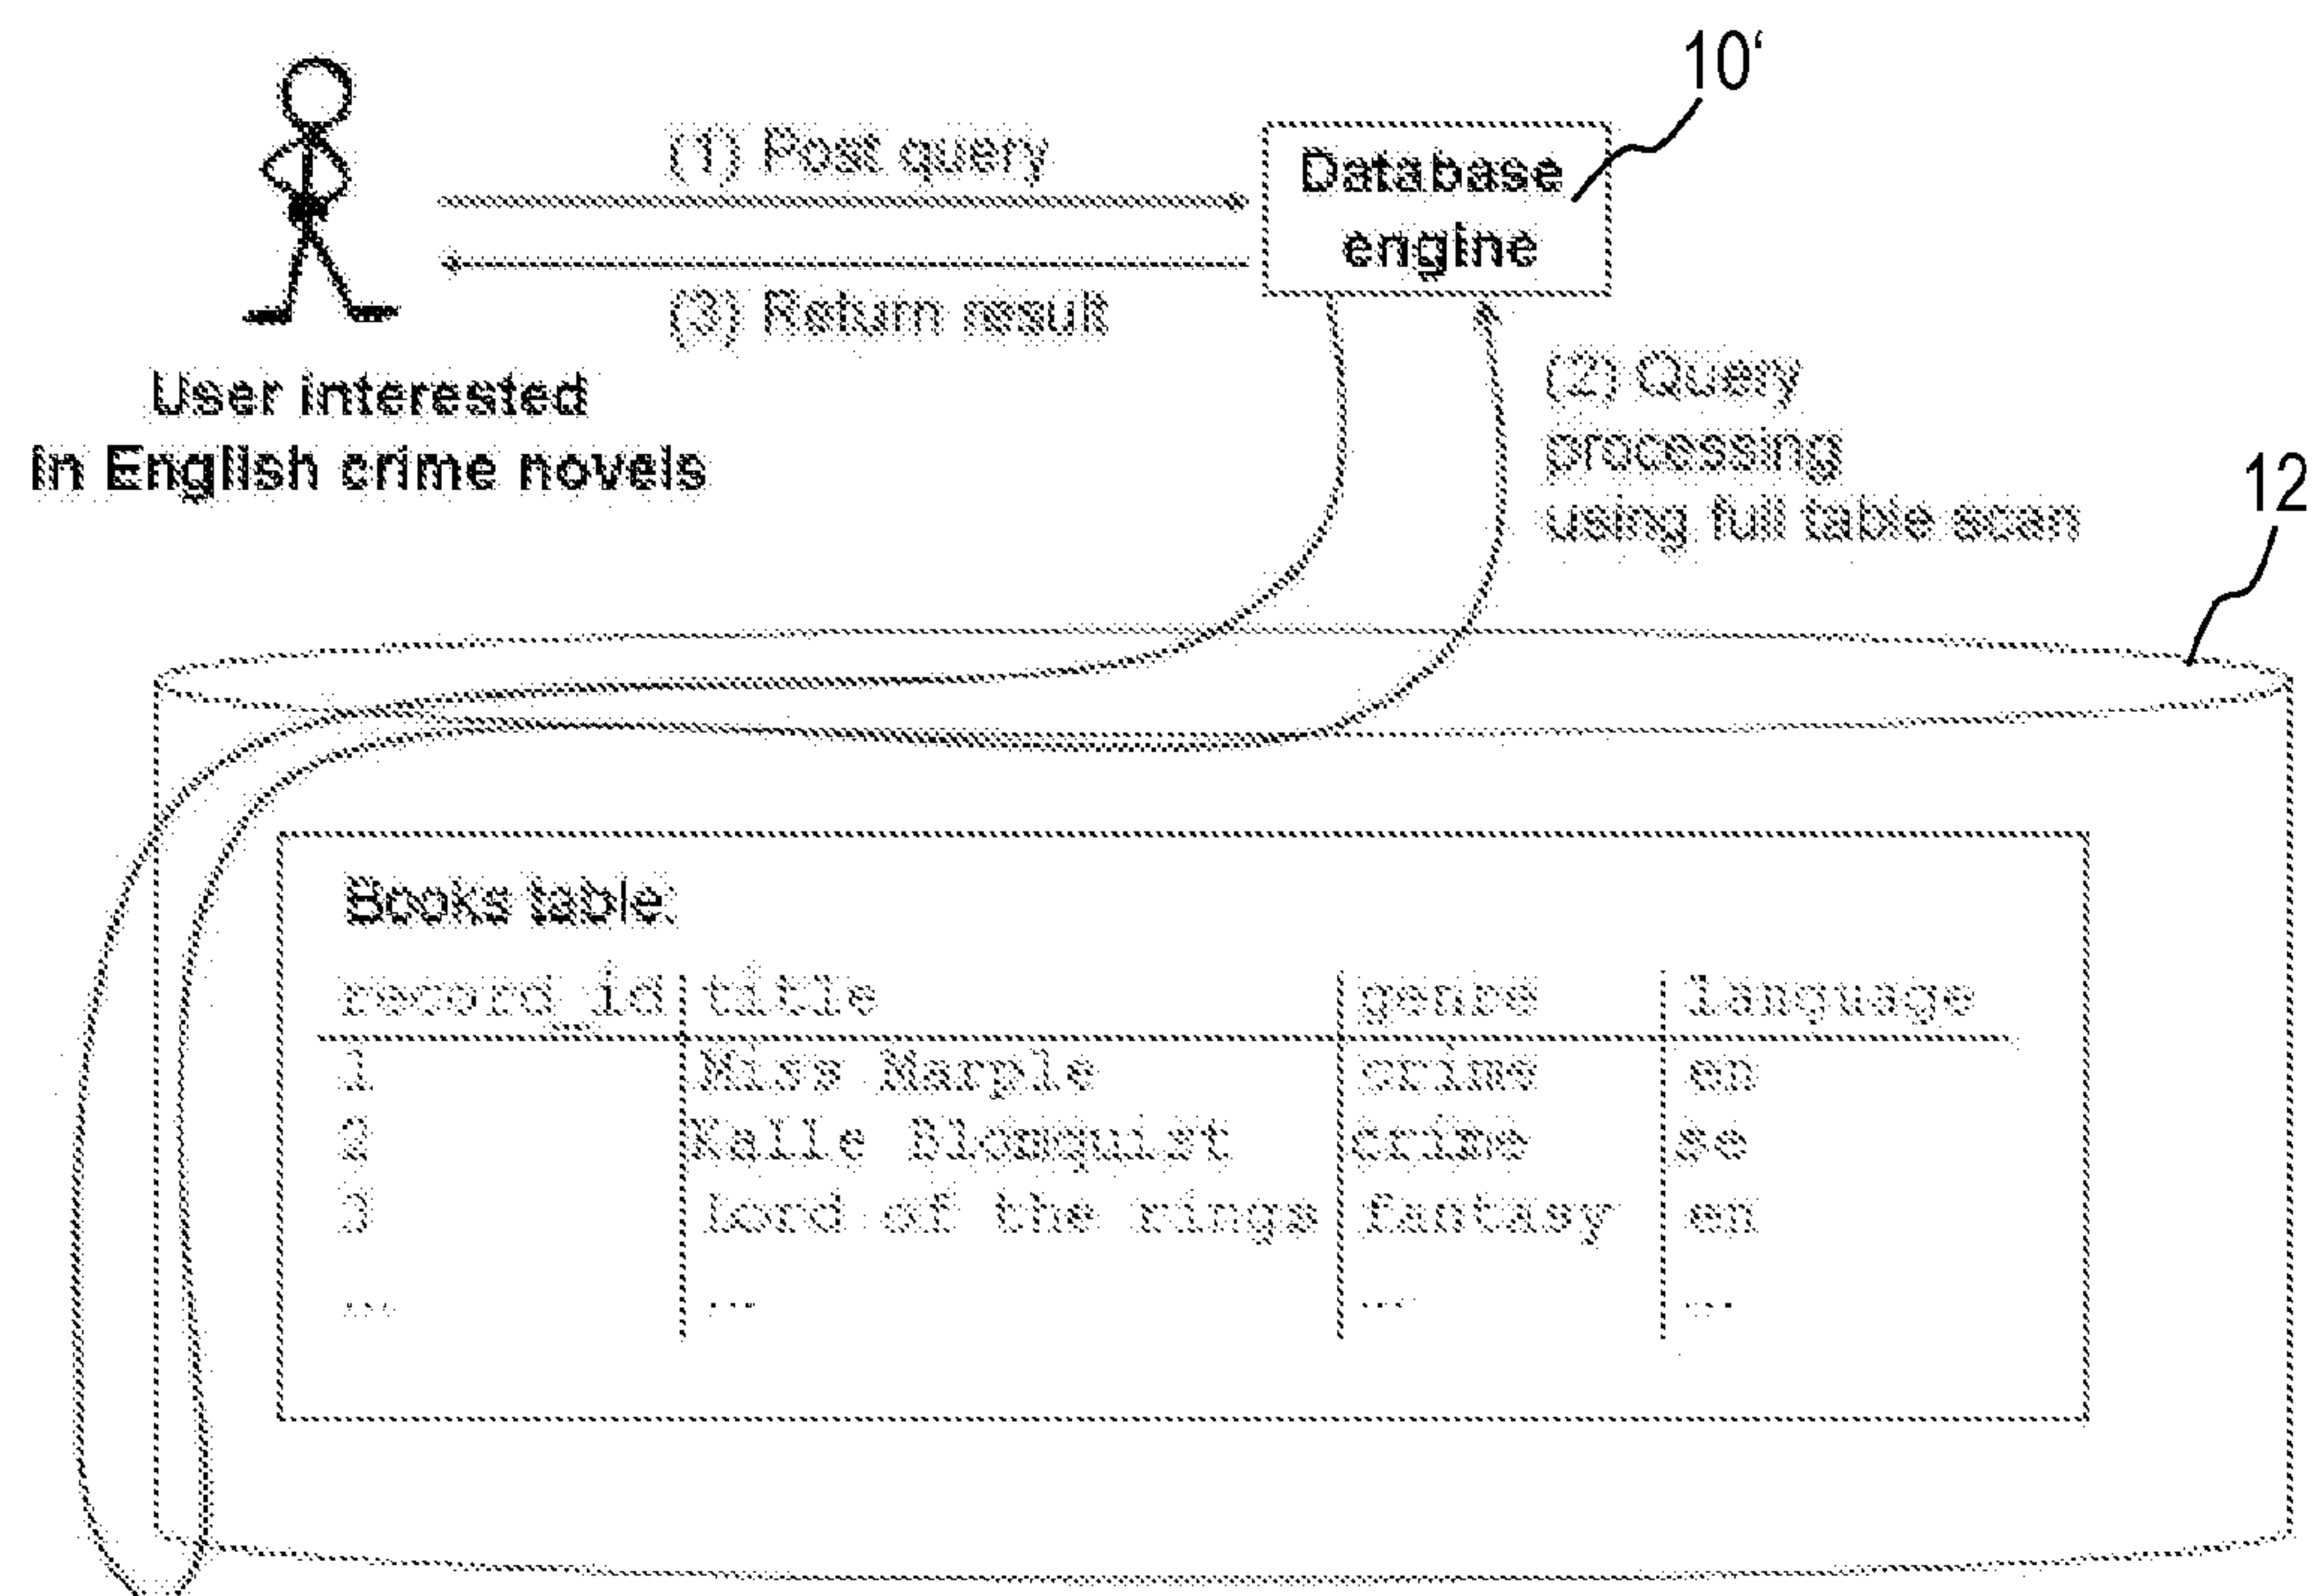 10‘
(1) Post query
Database
engine
(3) Return result
User interested
in English crime novels
(2) Query
processing
using full table scan
12
Books table:
record_id title genre language
1 Miss Marple crime en
2 Kalle Blomquist crime se
3 Lord of the rings fantasy en
… … … …